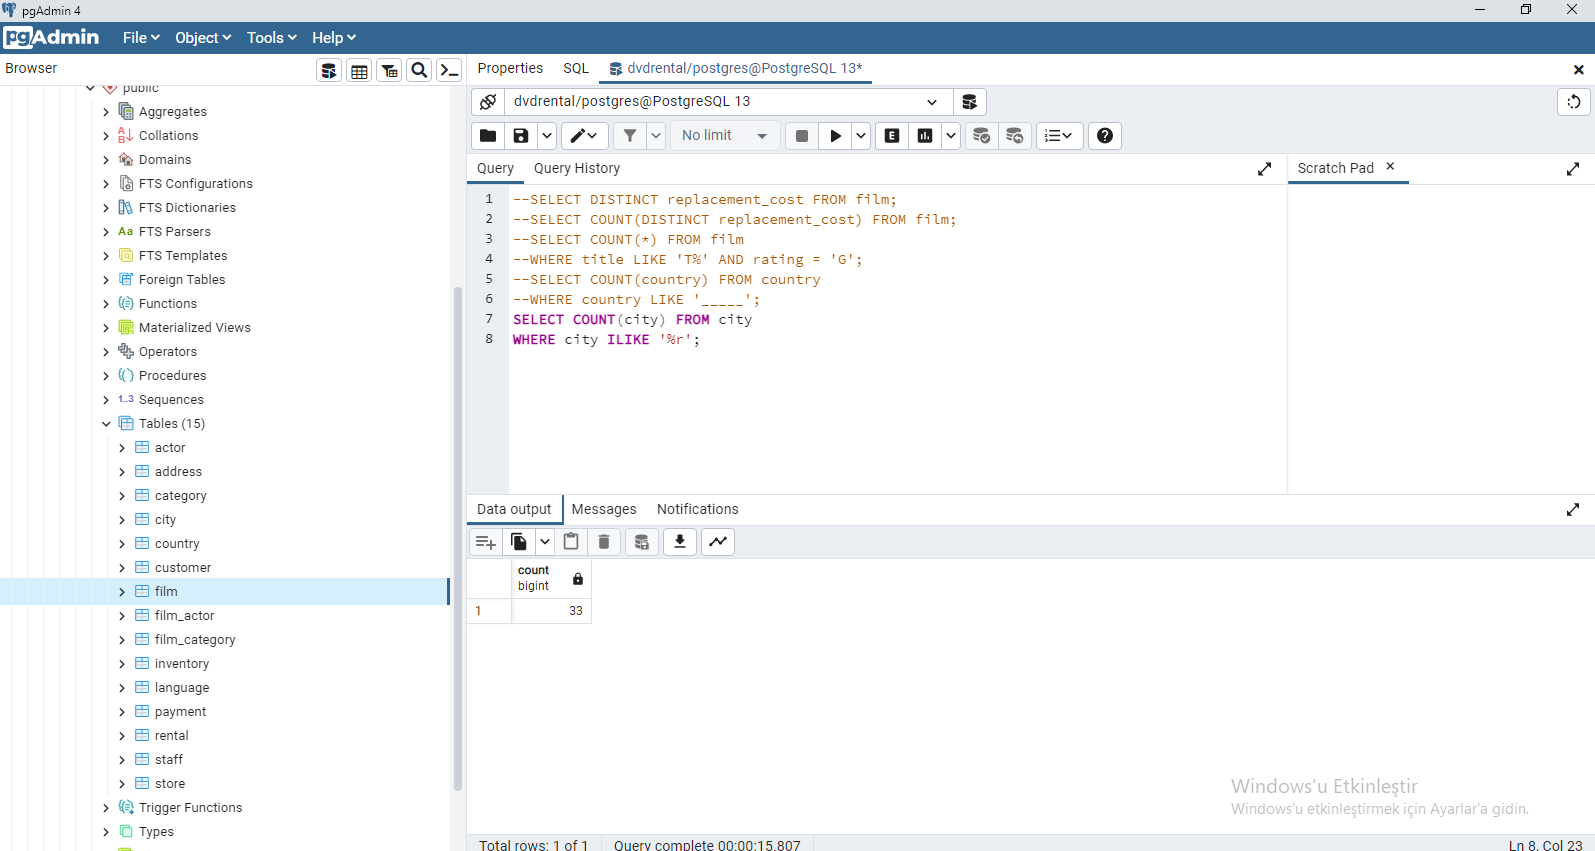 pgAdmin 4
pgAdmin File Object Tools Help
Browser
Properties SQL dvdrental/postgres@PostgreSQL 13*
dvdrental/postgres@PostgreSQL 13
No limit
E
Query Query History
Scratch Pad
1 --SELECT DISTINCT replacement_cost FROM film;
2 --SELECT COUNT(DISTINCT replacement_cost) FROM film;
3 --SELECT COUNT(*) FROM film
4 --WHERE title LIKE 'T%' AND rating = 'G';
5 --SELECT COUNT(country) FROM country
6 --WHERE country LIKE '_____';
7 SELECT COUNT(city) FROM city
8 WHERE city ILIKE '%r';
public
Aggregates
Collations
Domains
FTS Configurations
FTS Dictionaries
Aa FTS Parsers
FTS Templates
Foreign Tables
Functions
Materialized Views
Operators
Procedures
1..3 Sequences
Tables (15)
actor
address
category
city
country
customer
film
film_actor
film_category
inventory
language
payment
rental
staff
store
Trigger Functions
Types
Data output Messages Notifications
count
bigint
1 33
Windows'u Etkinleştir
Windows'u etkinleştirmek için Ayarlar'a gidin.
Total rows: 1 of 1 Query complete 00:00:15.807 Ln 8, Col 23